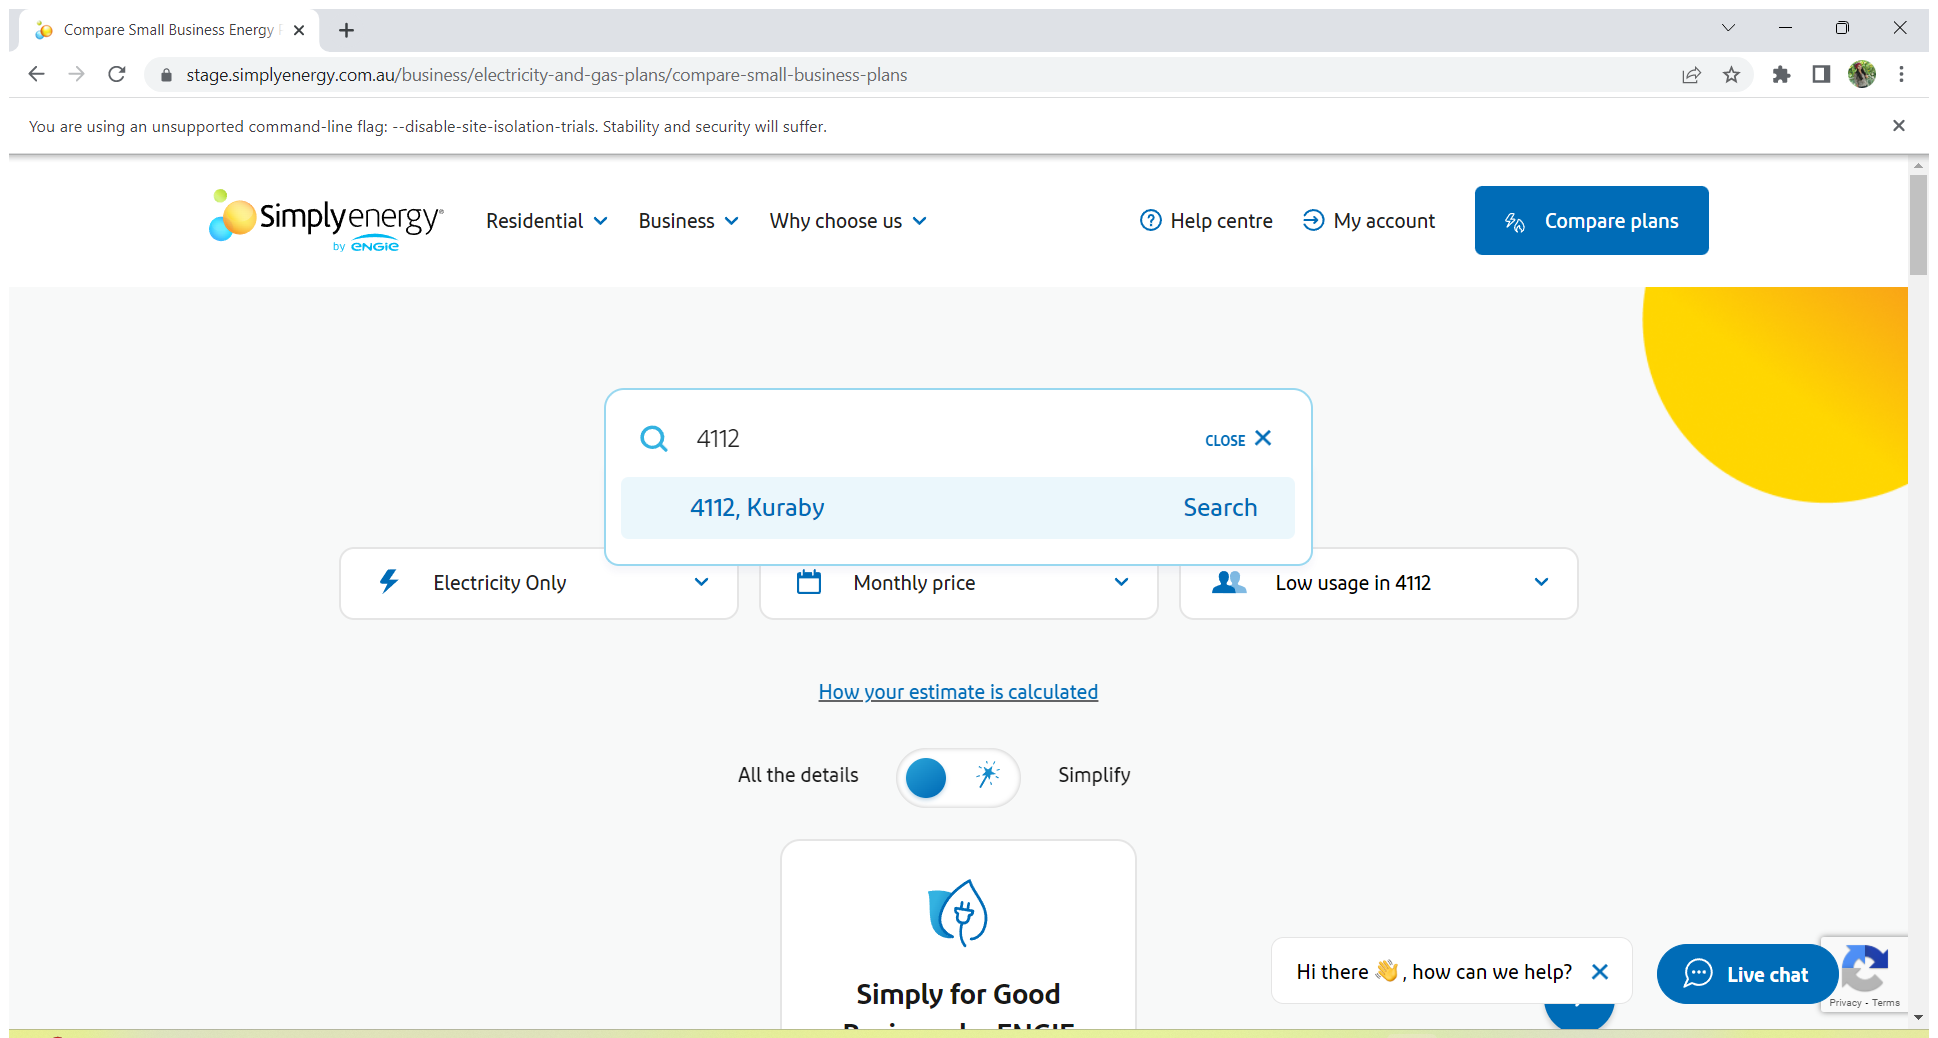 Compare Small Business Energy
stage.simplyenergy.com.au/business/electricity-and-gas-plans/compare-small-business-plans
You are using an unsupported command-line flag: --disable-site-isolation-trials. Stability and security will suffer.
Simplyenergy
by ENGIE
Residential
Business
Why choose us
Help centre
My account
Compare plans
4112
CLOSE
4112, Kuraby
Search
Electricity Only
Monthly price
Low usage in 4112
How your estimate is calculated
All the details
Simplify
Simply for Good
Hi there 👋, how can we help?
Live chat
Privacy - Terms